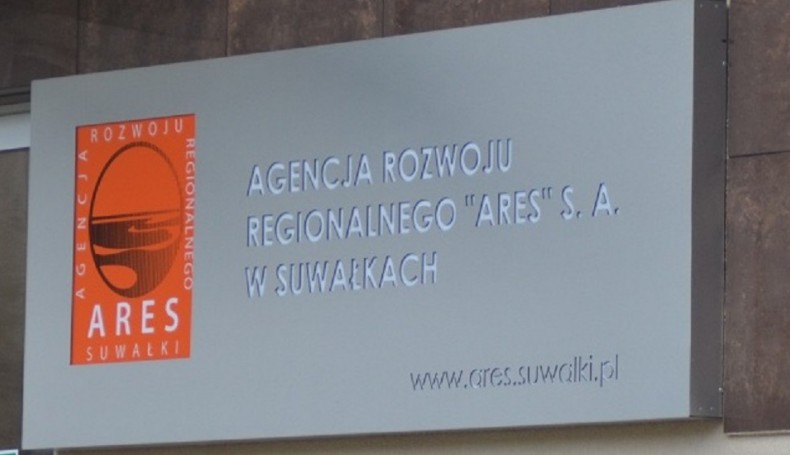 AGENCJA ROZWOJU REGIONALNEGO
ARES
SUWAŁKI
AGENCJA ROZWOJU
REGIONALNEGO "ARES" S. A.
W SUWAŁKACH
www.ares.suwalki.pl